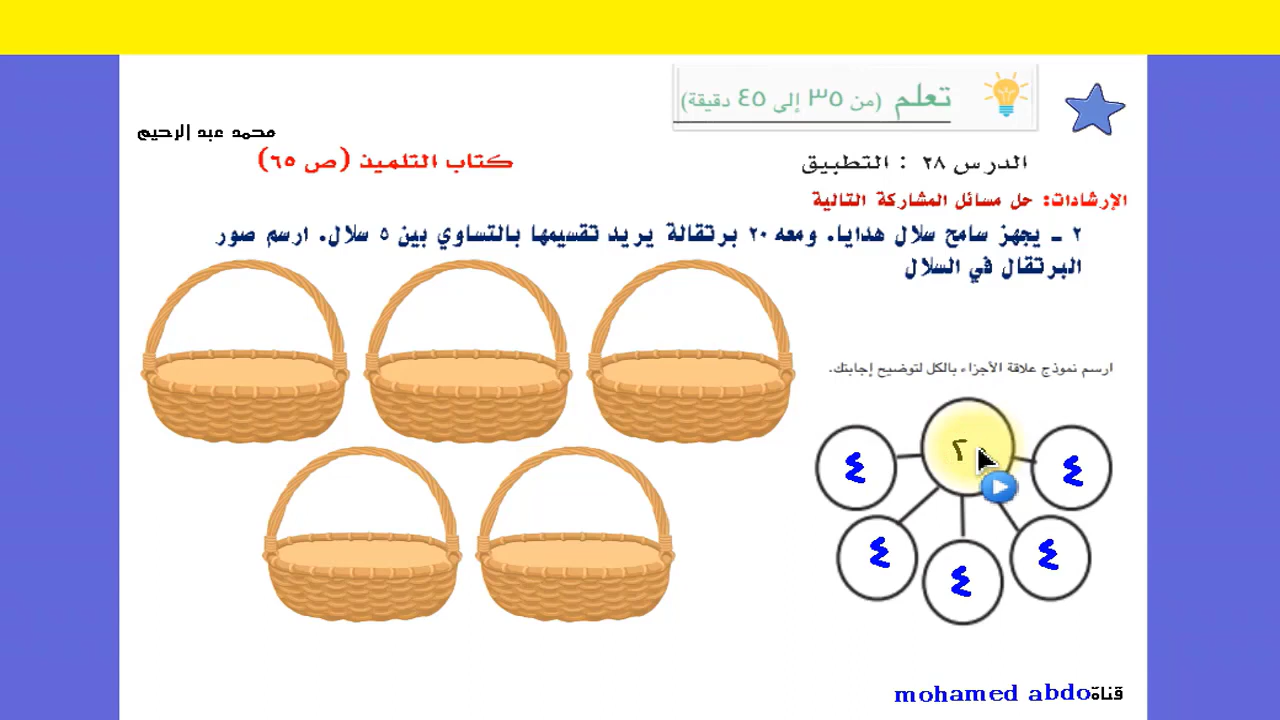 تعلم (من ٣٥ إلى ٤٥ دقيقة)
محمد عبد الرحيم
الدرس ٢٨ : التطبيق
كتاب التلميذ (ص ٦٥)
الإرشادات: حل مسائل المشاركة التالية
٢ ـ يجهز سامح سلال هدايا. ومعه ٢٠ برتقالة يريد تقسيمها بالتساوي بين ٥ سلال. ارسم صور
البرتقال في السلال
ارسم نموذج علاقة الأجزاء بالكل لتوضيح إجابتك.
٢
٤ ٤
٤ ٤
٤
قناة mohamed abdo